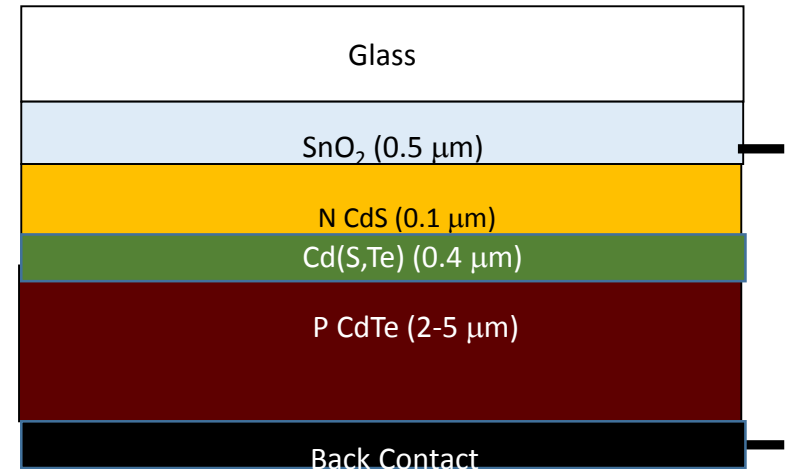 Glass
SnO₂ (0.5 μm)
N CdS (0.1 μm)
Cd(S,Te) (0.4 μm)
P CdTe (2-5 μm)
Back Contact